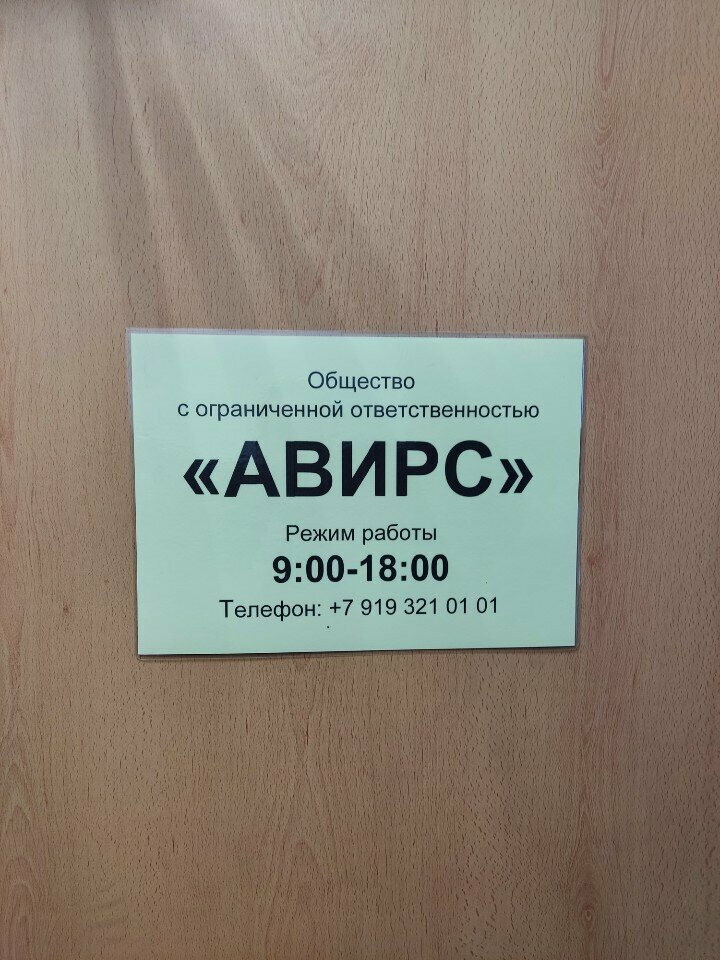 Общество
с ограниченной ответственностью
«АВИРС»
Режим работы
9:00-18:00
Телефон: +7 919 321 01 01